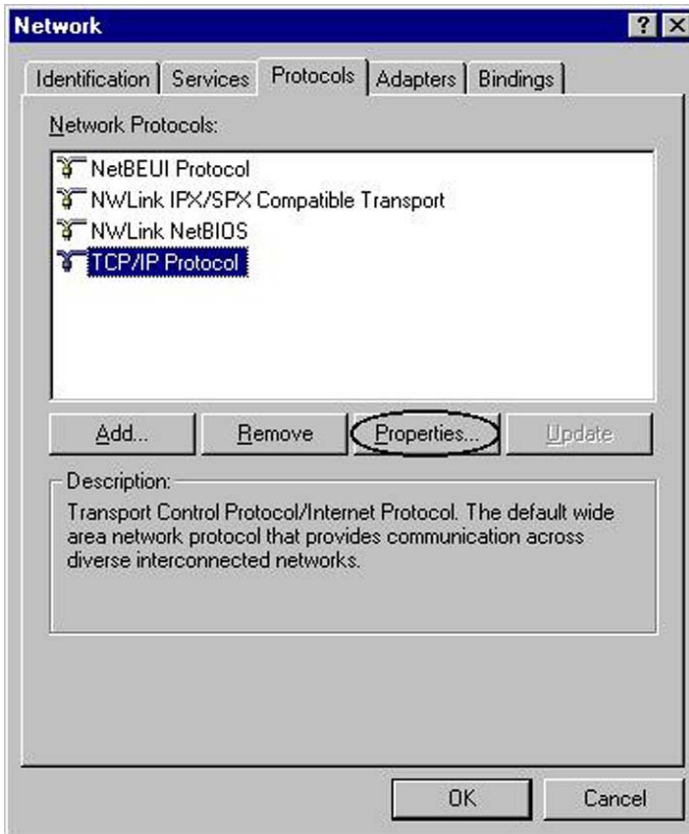 Network
Identification Services Protocols Adapters Bindings
Network Protocols:
NetBEUI Protocol
NWLink IPX/SPX Compatible Transport
NWLink NetBIOS
TCP/IP Protocol
Add... Remove Properties... Update
Description:
Transport Control Protocol/Internet Protocol. The default wide
area network protocol that provides communication across
diverse interconnected networks.
OK Cancel